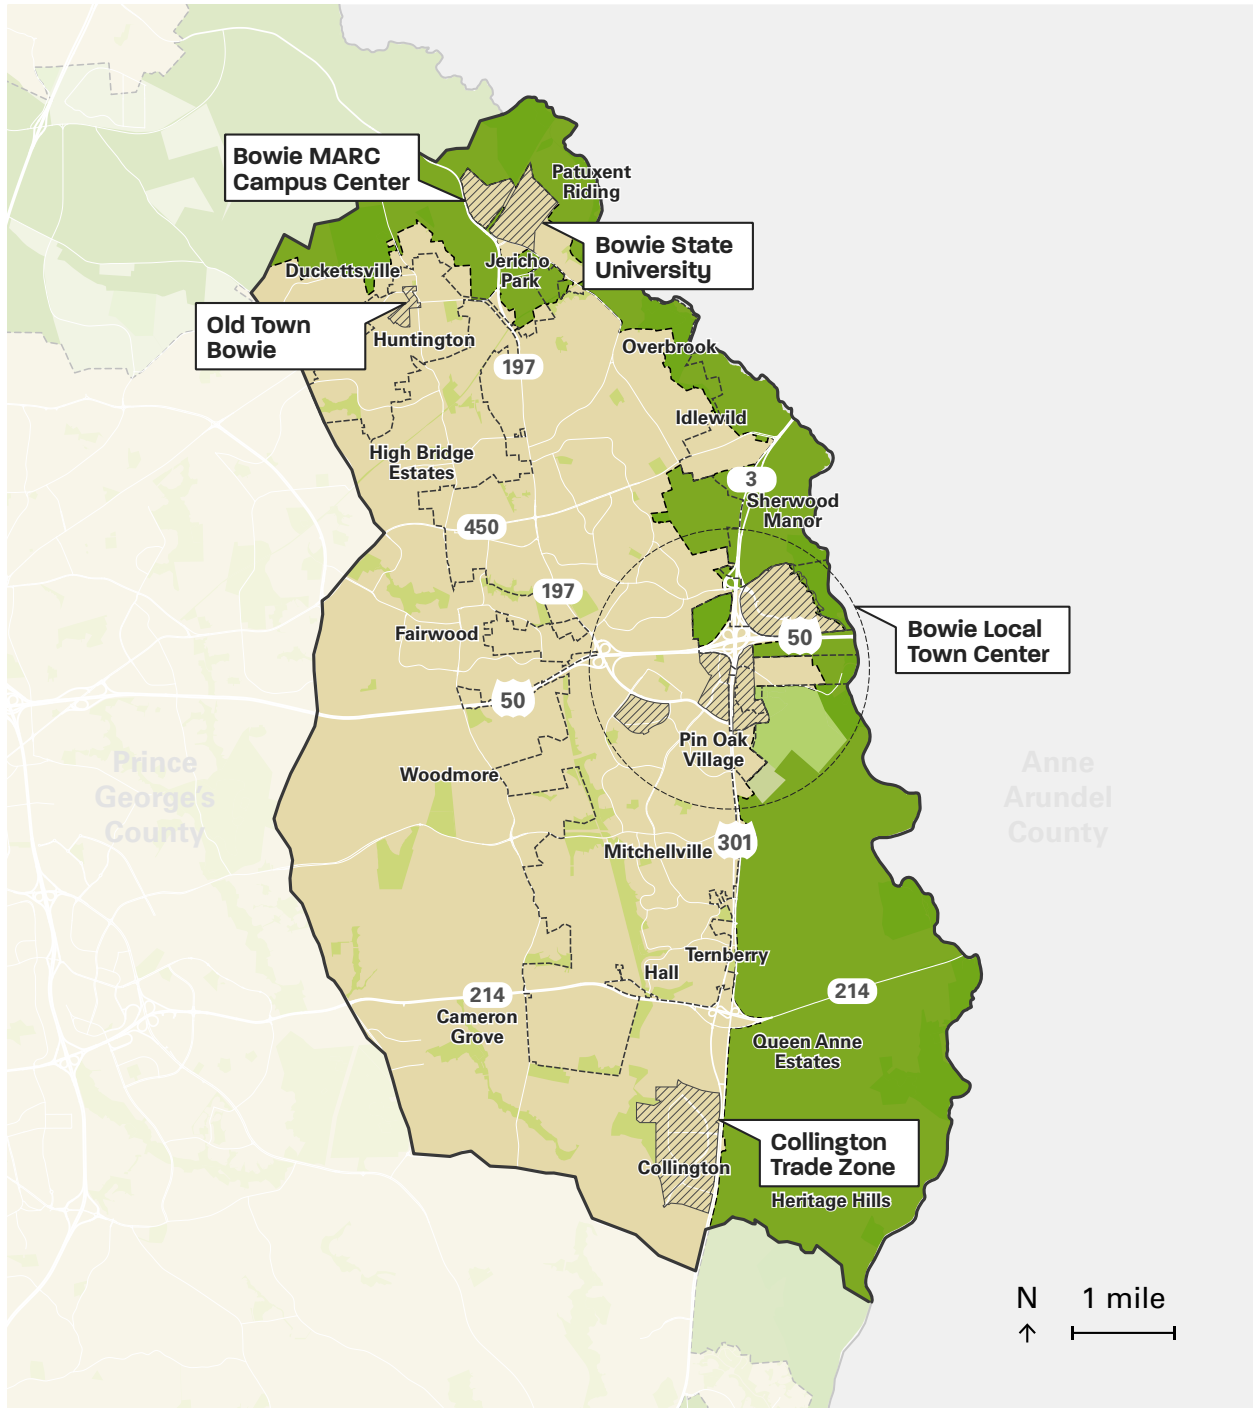 Bowie MARC
Campus Center
Patuxent
Riding
Bowie State
University
Duckettsville
Jericho
Park
Old Town
Bowie
Huntington
Overbrook
197
Idlewild
High Bridge
Estates
3
Sherwood
Manor
450
197
Fairwood
50
Bowie Local
Town Center
50
Pin Oak
Village
Prince
George's
County
Woodmore
Anne
Arundel
County
Mitchellville
301
Ternberry
Hall
214
214
Cameron
Grove
Queen Anne
Estates
Collington
Trade Zone
Collington
Heritage Hills
N
1 mile